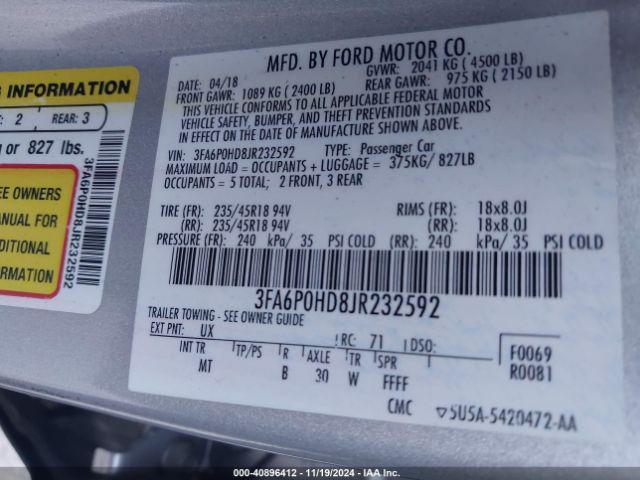 G INFORMATION
T: 2 REAR: 3
g or 827 lbs.
SEE OWNERS
MANUAL FOR
ADDITIONAL
INFORMATION
3FA6P0HD8JR232592
MFD. BY FORD MOTOR CO.
DATE: 04/18 GVWR: 2041 KG ( 4500 LB)
FRONT GAWR: 1089 KG ( 2400 LB) REAR GAWR: 975 KG ( 2150 LB)
THIS VEHICLE CONFORMS TO ALL APPLICABLE FEDERAL MOTOR
VEHICLE SAFETY, BUMPER, AND THEFT PREVENTION STANDARDS
IN EFFECT ON THE DATE OF MANUFACTURE SHOWN ABOVE.
VIN: 3FA6P0HD8JR232592 TYPE: Passenger Car
MAXIMUM LOAD = OCCUPANTS + LUGGAGE = 375KG/ 827LB
OCCUPANTS = 5 TOTAL; 2 FRONT, 3 REAR
TIRE (FR): 235/45R18 94V RIMS (FR): 18x8.0J
(RR): 235/45R18 94V (RR): 18x8.0J
PRESSURE (FR): 240 kPa/ 35 PSI COLD (RR): 240 kPa/ 35 PSI COLD
3FA6P0HD8JR232592
TRAILER TOWING - SEE OWNER GUIDE
EXT PNT: UX RC: 71 DSO: F0069
INT TR TP/PS R AXLE TR SPR R0081
MT B 30 W FFFF
CMC ▽5U5A-5420472-AA
000-40896412 - 11/19/2024 - IAA Inc.